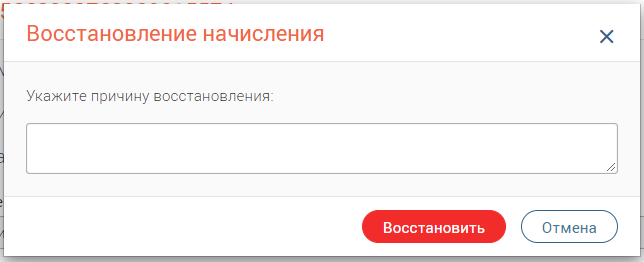 Восстановление начисления
Укажите причину восстановления:
Восстановить Отмена